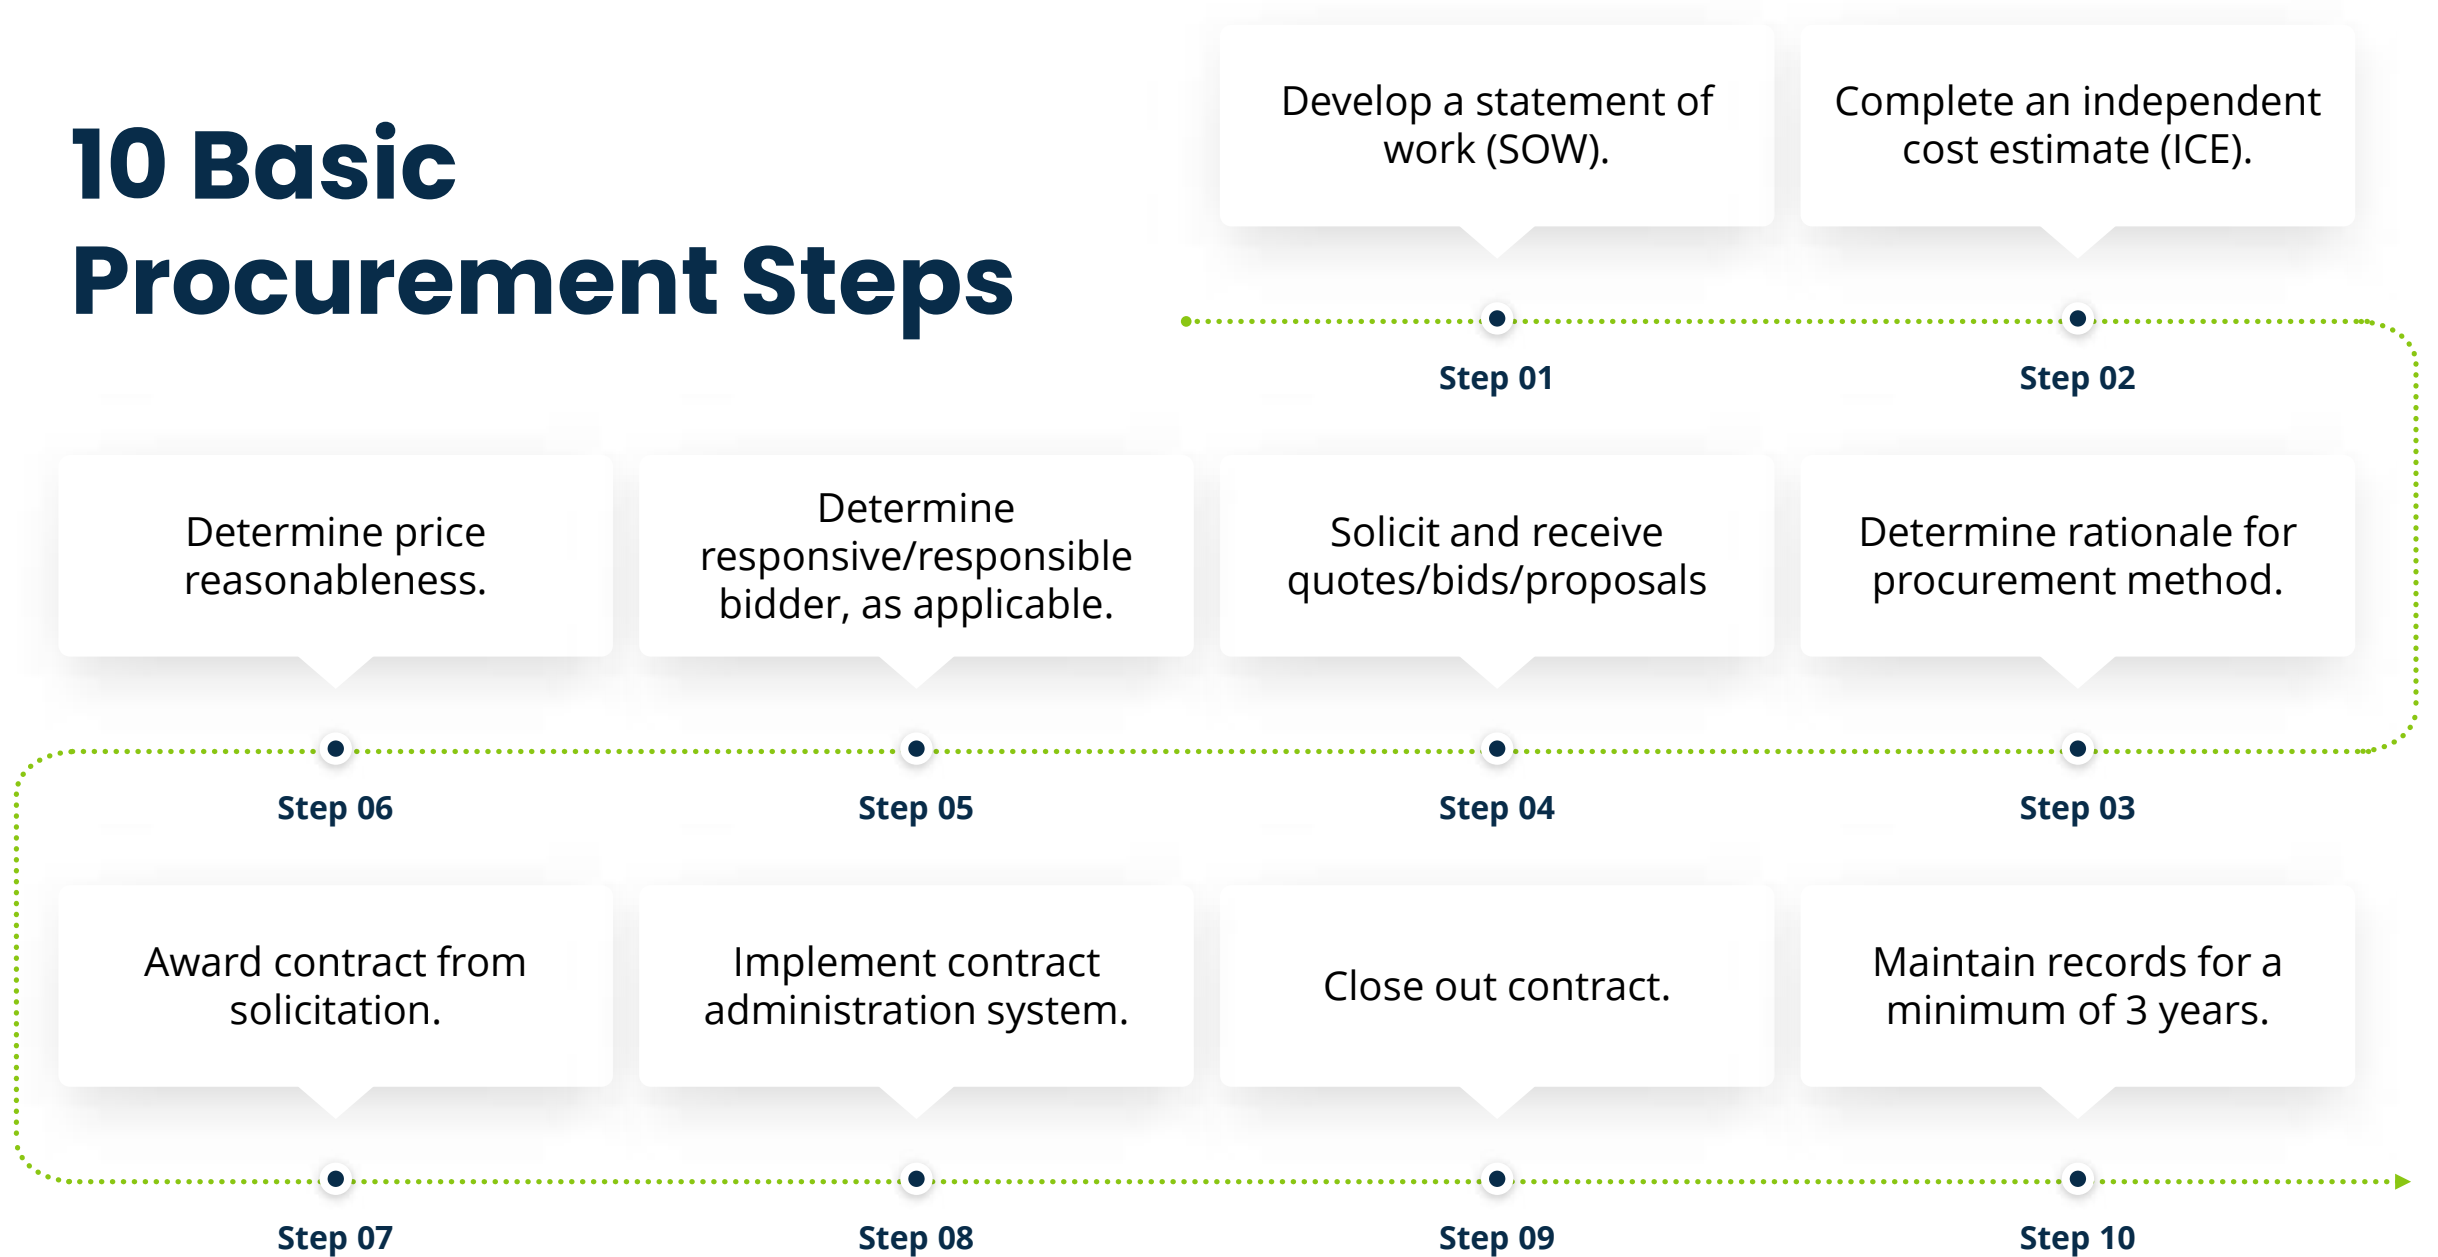 10 Basic
Procurement Steps
Develop a statement of
work (SOW).
Step 01
Complete an independent
cost estimate (ICE).
Step 02
Determine rationale for
procurement method.
Step 03
Solicit and receive
quotes/bids/proposals
Step 04
Determine
responsive/responsible
bidder, as applicable.
Step 05
Determine price
reasonableness.
Step 06
Award contract from
solicitation.
Step 07
Implement contract
administration system.
Step 08
Close out contract.
Step 09
Maintain records for a
minimum of 3 years.
Step 10